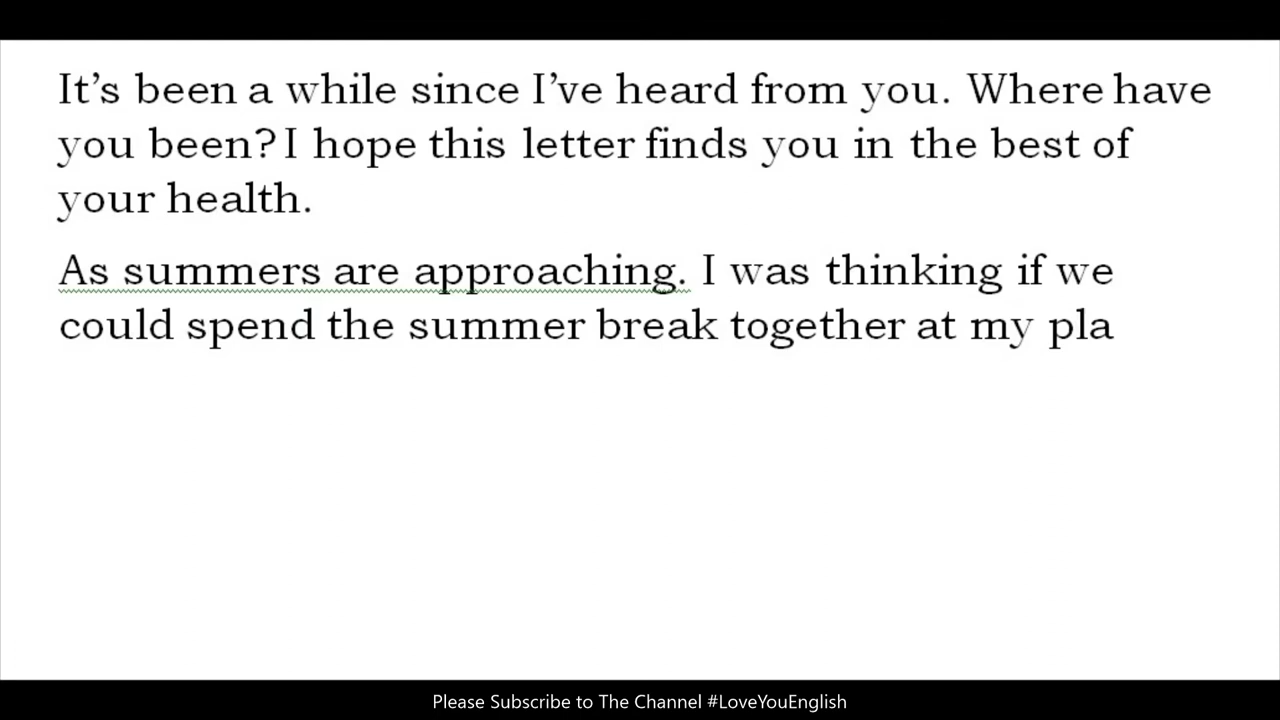 It’s been a while since I’ve heard from you. Where have
you been? I hope this letter finds you in the best of
your health.
As summers are approaching. I was thinking if we
could spend the summer break together at my pla
Please Subscribe to The Channel #LoveYouEnglish